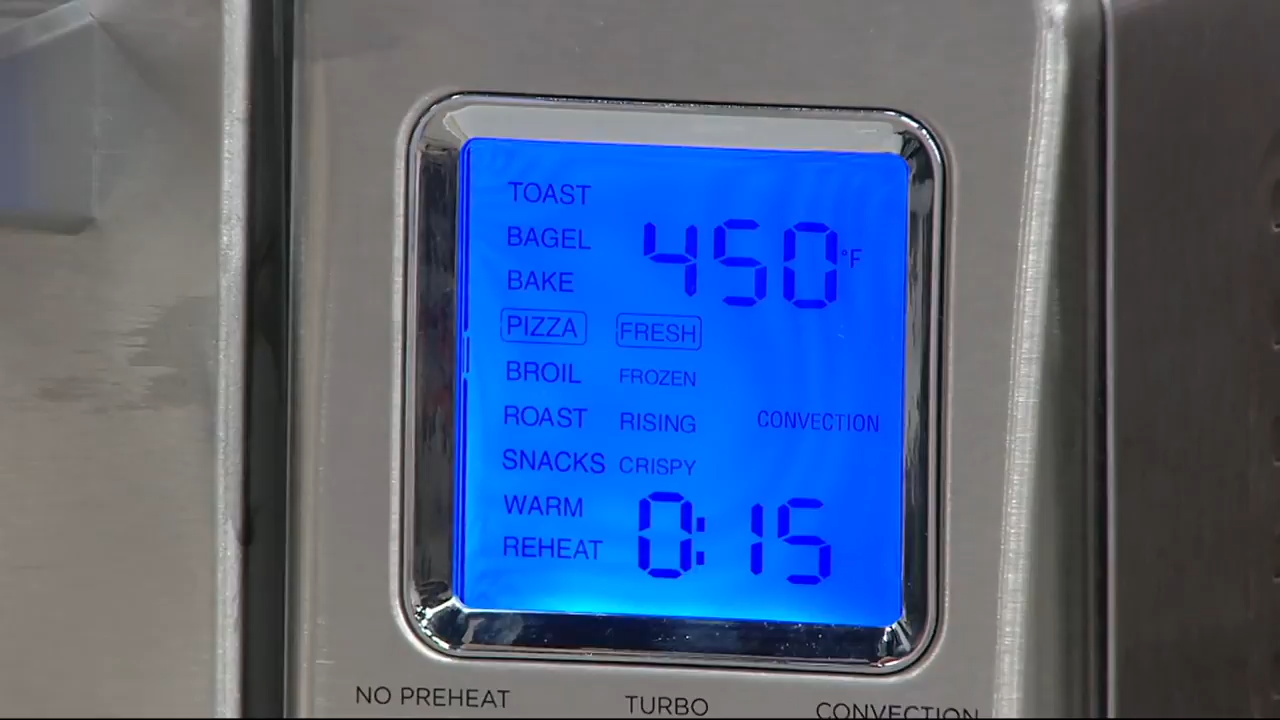 TOAST
BAGEL
450°F
BAKE
PIZZA FRESH
BROIL FROZEN
ROAST RISING CONVECTION
SNACKS CRISPY
WARM
0:15
REHEAT
NO PREHEAT TURBO CONVECTION